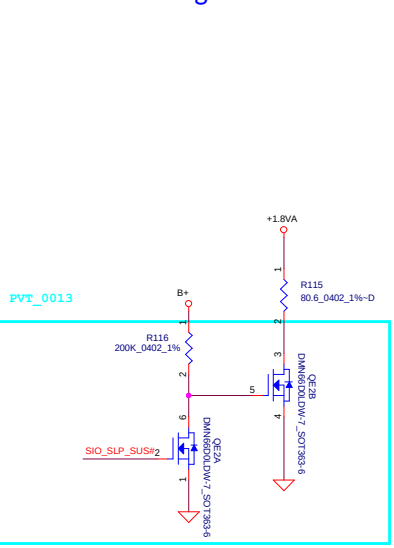 +1.8VA
1
R115
80.6_0402_1%~D
2
PVT_0013
B+
1
R116
200K_0402_1%
2
3
5
QE2B
DMN66D0LDW-7_SOT363-6
4
6
SIO_SLP_SUS#
2
QE2A
DMN66D0LDW-7_SOT363-6
1